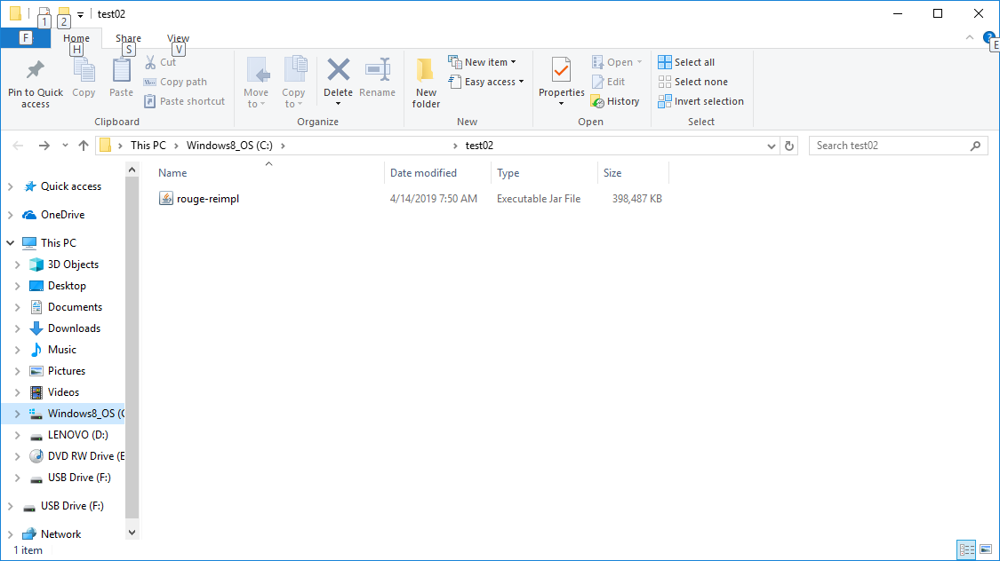 1 2 test02
F Home Share View ? E
H S V
Pin to Quick access Copy Paste Cut Copy path Paste shortcut
Move to Copy to Delete Rename
New folder New item Easy access
Properties Open Edit History
Select all Select none Invert selection
Clipboard Organize New Open Select
This PC Windows8_OS (C:) test02 Search test02
Name Date modified Type Size
rouge-reimpl 4/14/2019 7:50 AM Executable Jar File 398,487 KB
Quick access
OneDrive
This PC
3D Objects
Desktop
Documents
Downloads
Music
Pictures
Videos
Windows8_OS (C
LENOVO (D:)
DVD RW Drive (E
USB Drive (F:)
USB Drive (F:)
Network
1 item